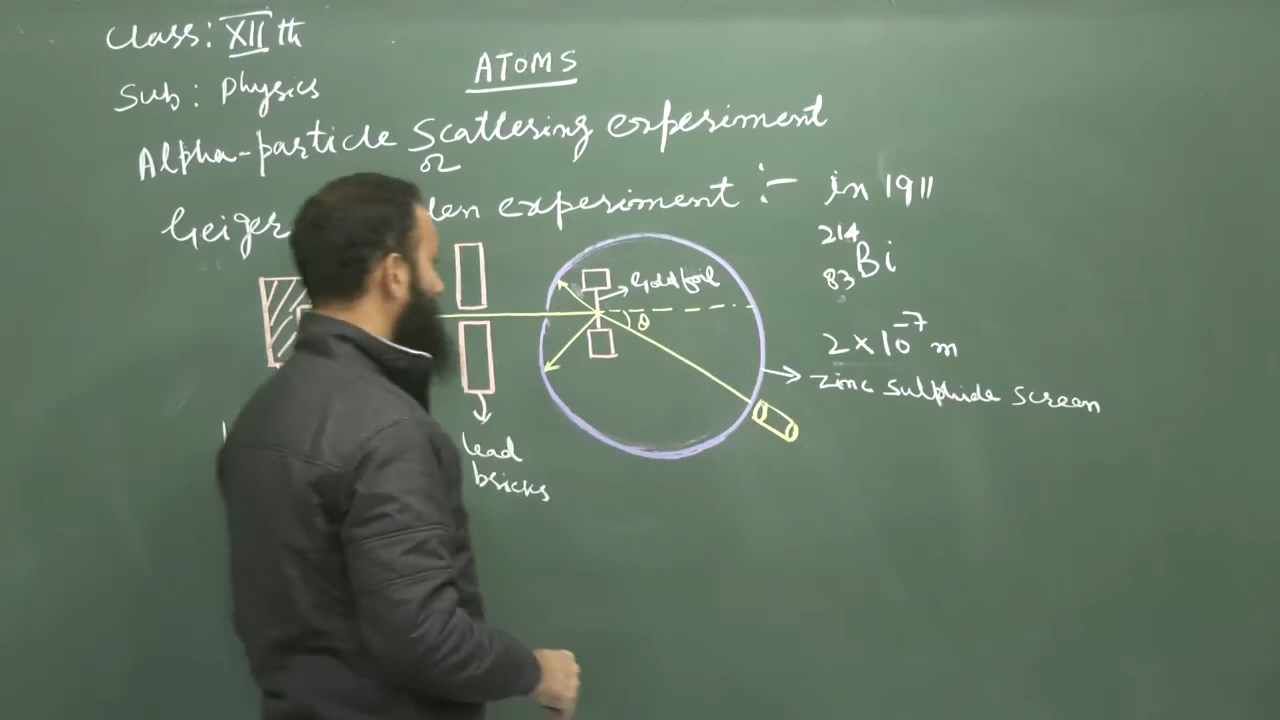 Class: XII th
Sub: Physics
ATOMS
Alpha-particle Scattering experiment
or
Geiger experiment :- in 1911
214
83 Bi
Gold foil
θ
2 × 10⁻⁷ m
Zinc sulphide screen
lead
bricks